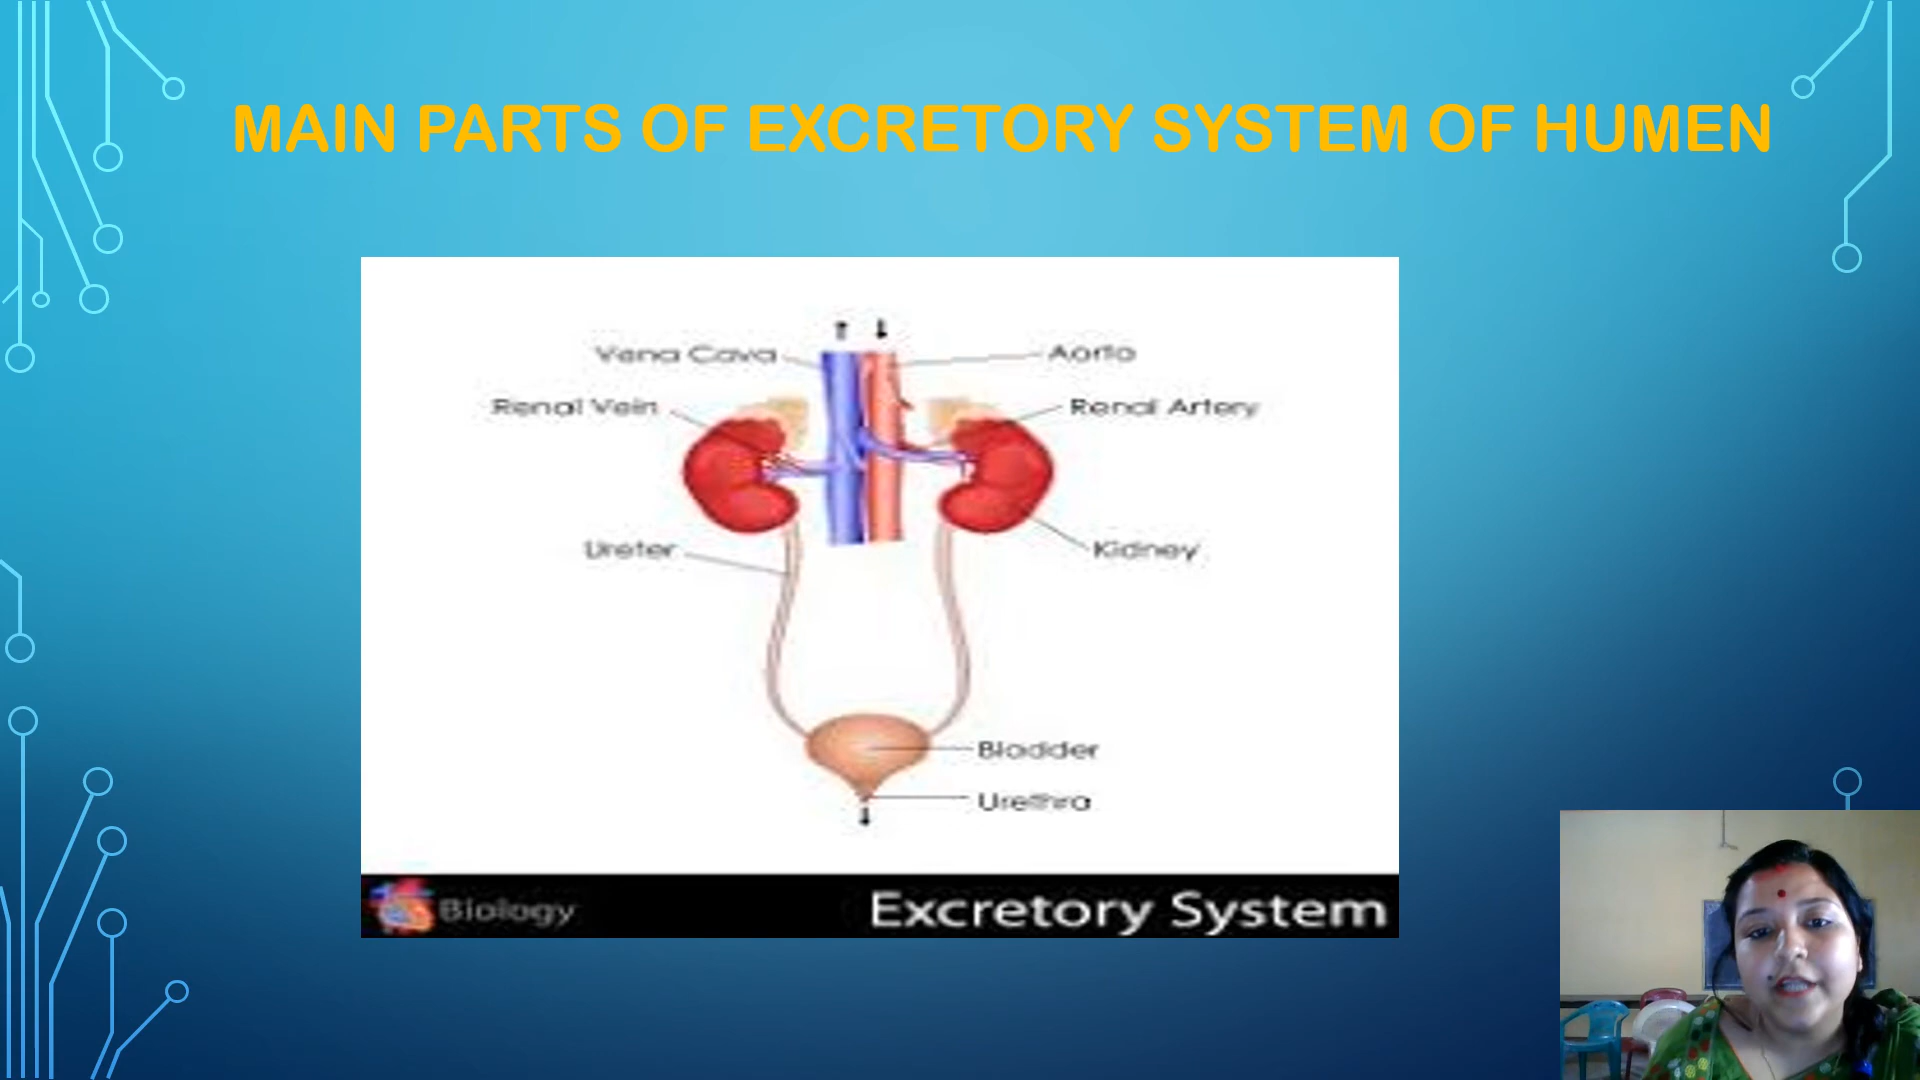 MAIN PARTS OF EXCRETORY SYSTEM OF HUMEN
Vena Cava
Aorta
Renal Vein
Renal Artery
Ureter
Kidney
Bladder
Urethra
Biology
Excretory System